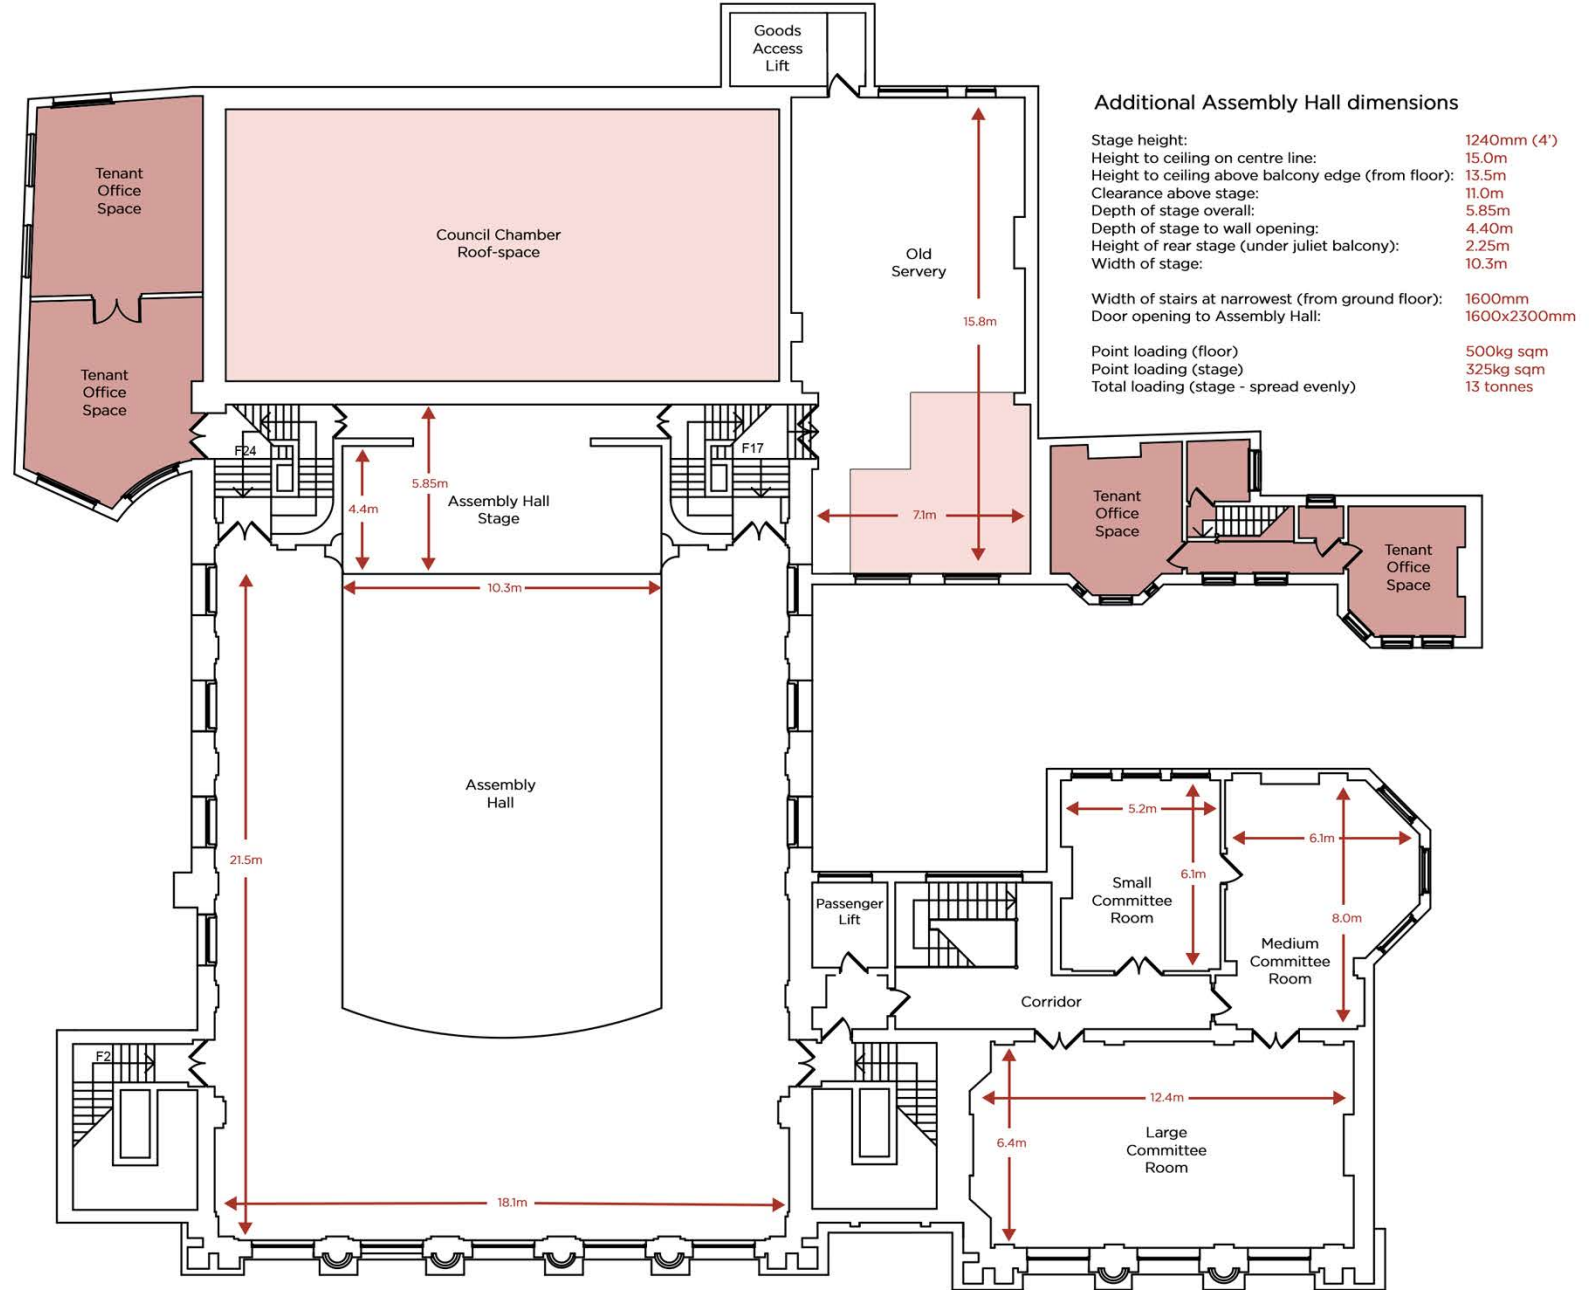 Goods
Access
Lift
Additional Assembly Hall dimensions
Stage height: 1240mm (4')
Height to ceiling on centre line: 15.0m
Height to ceiling above balcony edge (from floor): 13.5m
Clearance above stage: 11.0m
Depth of stage overall: 5.85m
Depth of stage to wall opening: 4.40m
Height of rear stage (under juliet balcony): 2.25m
Width of stage: 10.3m
Width of stairs at narrowest (from ground floor): 1600mm
Door opening to Assembly Hall: 1600x2300mm
Point loading (floor) 500kg sqm
Point loading (stage) 325kg sqm
Total loading (stage - spread evenly) 13 tonnes
Tenant
Office
Space
Council Chamber
Roof-space
Old
Servery
15.8m
Tenant
Office
Space
F24
F17
5.85m
4.4m
Assembly Hall
Stage
7.1m
Tenant
Office
Space
Tenant
Office
Space
10.3m
Assembly
Hall
21.5m
5.2m
6.1m
6.1m
Small
Committee
Room
Passenger
Lift
8.0m
Medium
Committee
Room
Corridor
F2
12.4m
6.4m
Large
Committee
Room
18.1m